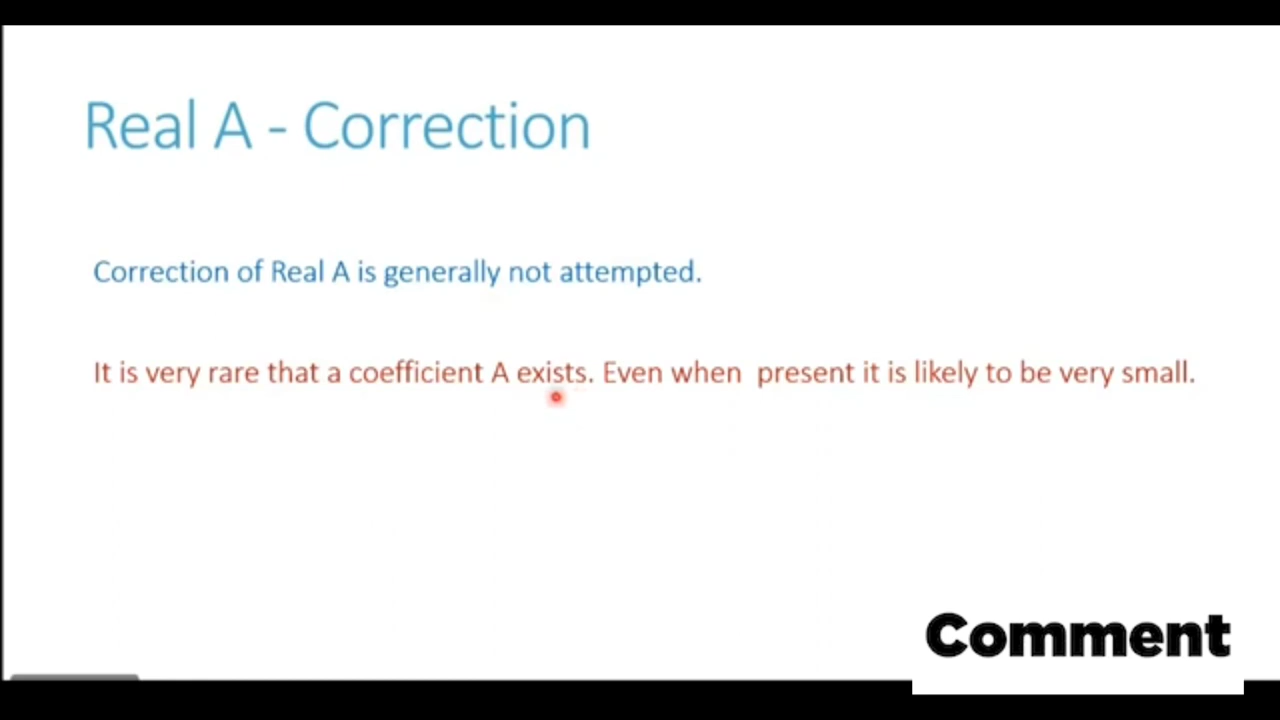 Real A - Correction
Correction of Real A is generally not attempted.
It is very rare that a coefficient A exists. Even when present it is likely to be very small.
Comment